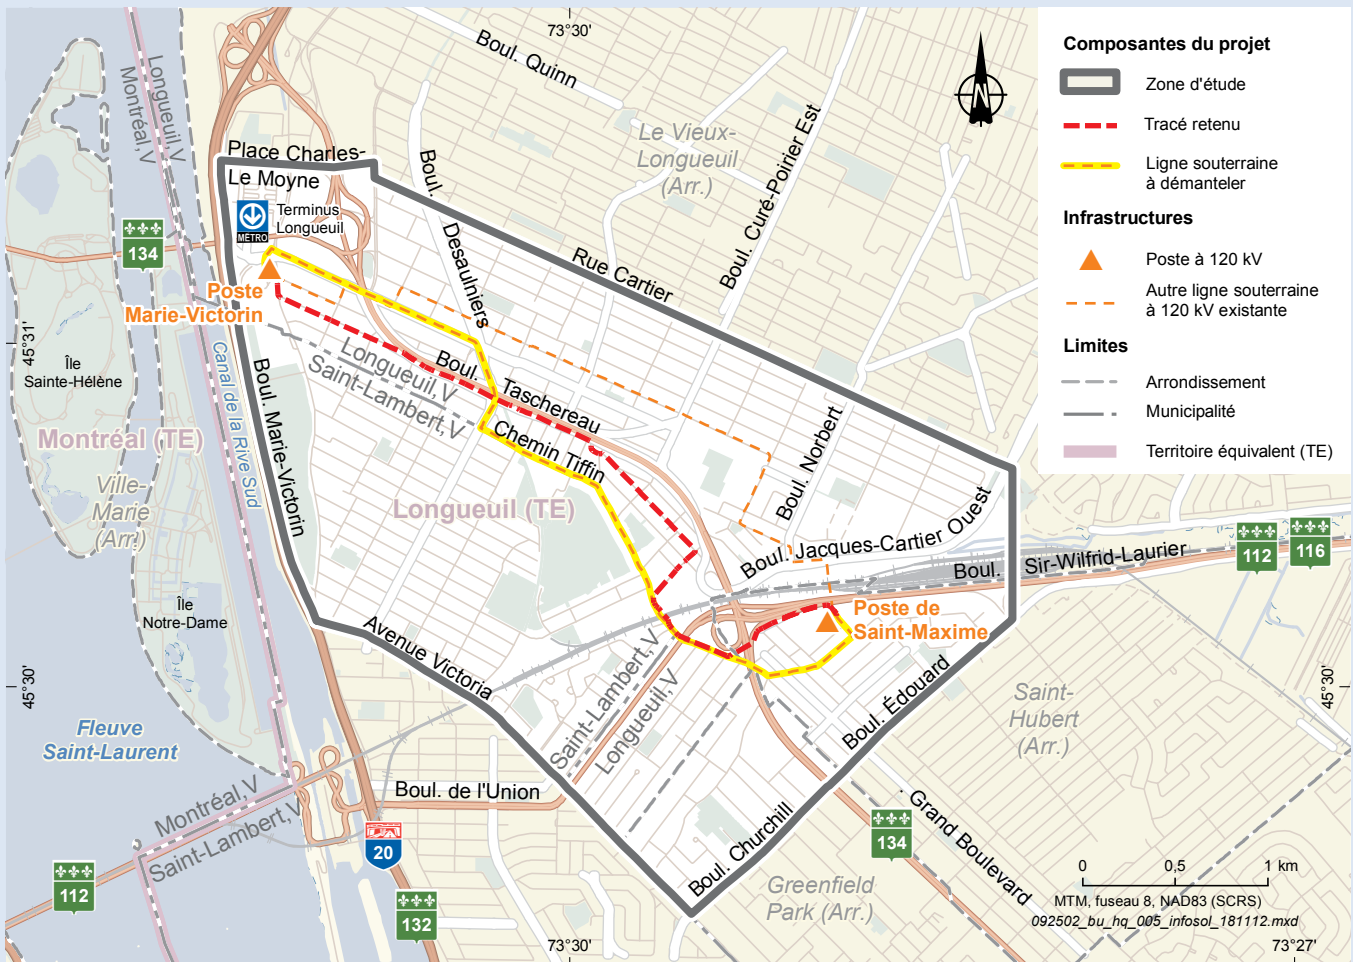 73°30'
Boul. Quinn
Le Vieux-
Longueuil
(Arr.)
Boul. Curé-Poirier Est
Longueuil,V
Montréal,V
Place Charles-
Le Moyne
Boul. Desaulniers
MÉTRO
Terminus
Longueuil
134
Rue Cartier
Poste
Marie-Victorin
45°31'
Île
Sainte-Hélène
Canal de la Rive Sud
Boul. Marie-Victorin
Longueuil,V
Saint-Lambert,V
Boul. Taschereau
Chemin Tiffin
Boul. Norbert
Montréal (TE)
Ville-
Marie
(Arr.)
Longueuil (TE)
Boul. Jacques-Cartier Ouest
Boul. Sir-Wilfrid-Laurier
112
116
Île
Notre-Dame
Poste de
Saint-Maxime
Avenue Victoria
Saint-Lambert,V
Longueuil,V
Boul. Édouard
Saint-
Hubert
(Arr.)
45°30'
45°30'
Fleuve
Saint-Laurent
Montréal,V
Saint-Lambert,V
Boul. de l'Union
20
112
132
Boul. Churchill
134
Grand Boulevard
Greenfield
Park (Arr.)
73°30'
73°27'
N
Composantes du projet
Zone d'étude
Tracé retenu
Ligne souterraine
à démanteler
Infrastructures
Poste à 120 kV
Autre ligne souterraine
à 120 kV existante
Limites
Arrondissement
Municipalité
Territoire équivalent (TE)
0 0,5 1 km
MTM, fuseau 8, NAD83 (SCRS)
092502_bu_hq_005_infosol_181112.mxd